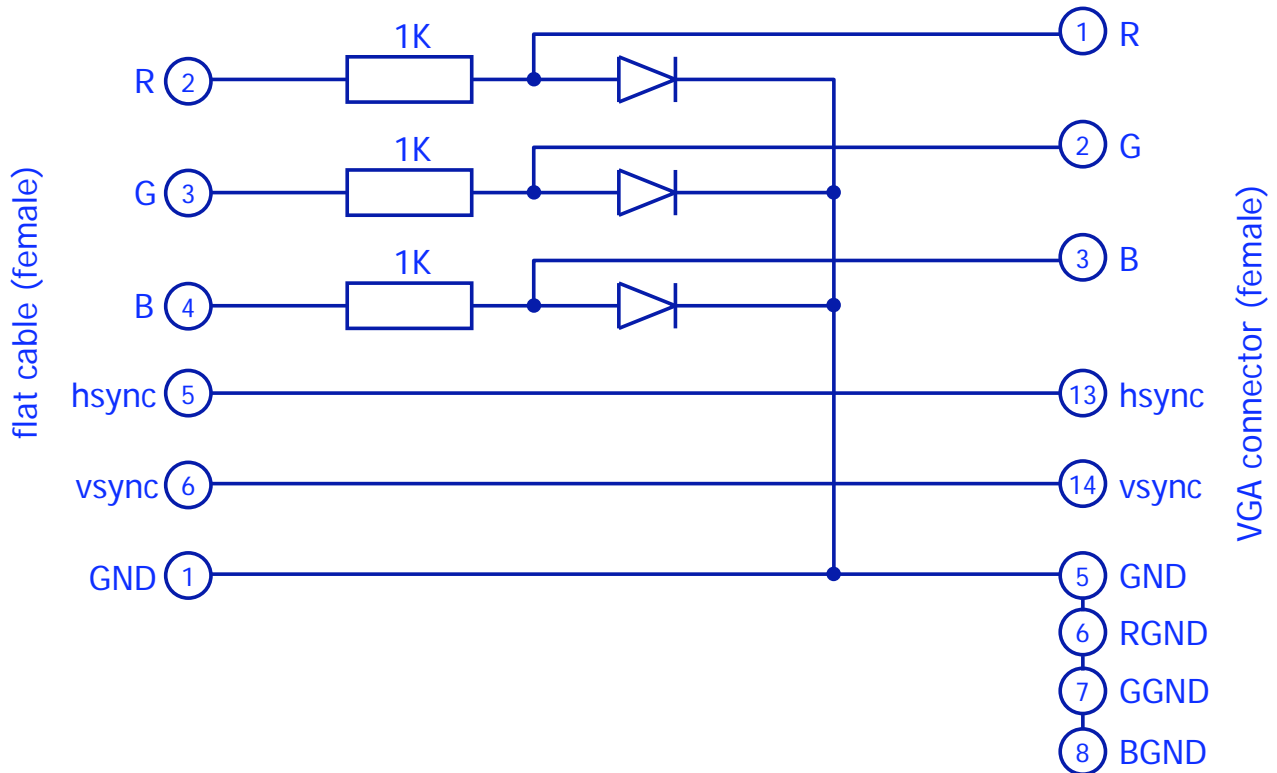 1K
1 R
R 2
1K
2 G
G 3
1K
3 B
B 4
hsync 5
13 hsync
vsync 6
14 vsync
GND 1
5 GND
6 RGND
7 GGND
8 BGND
flat cable (female)
VGA connector (female)